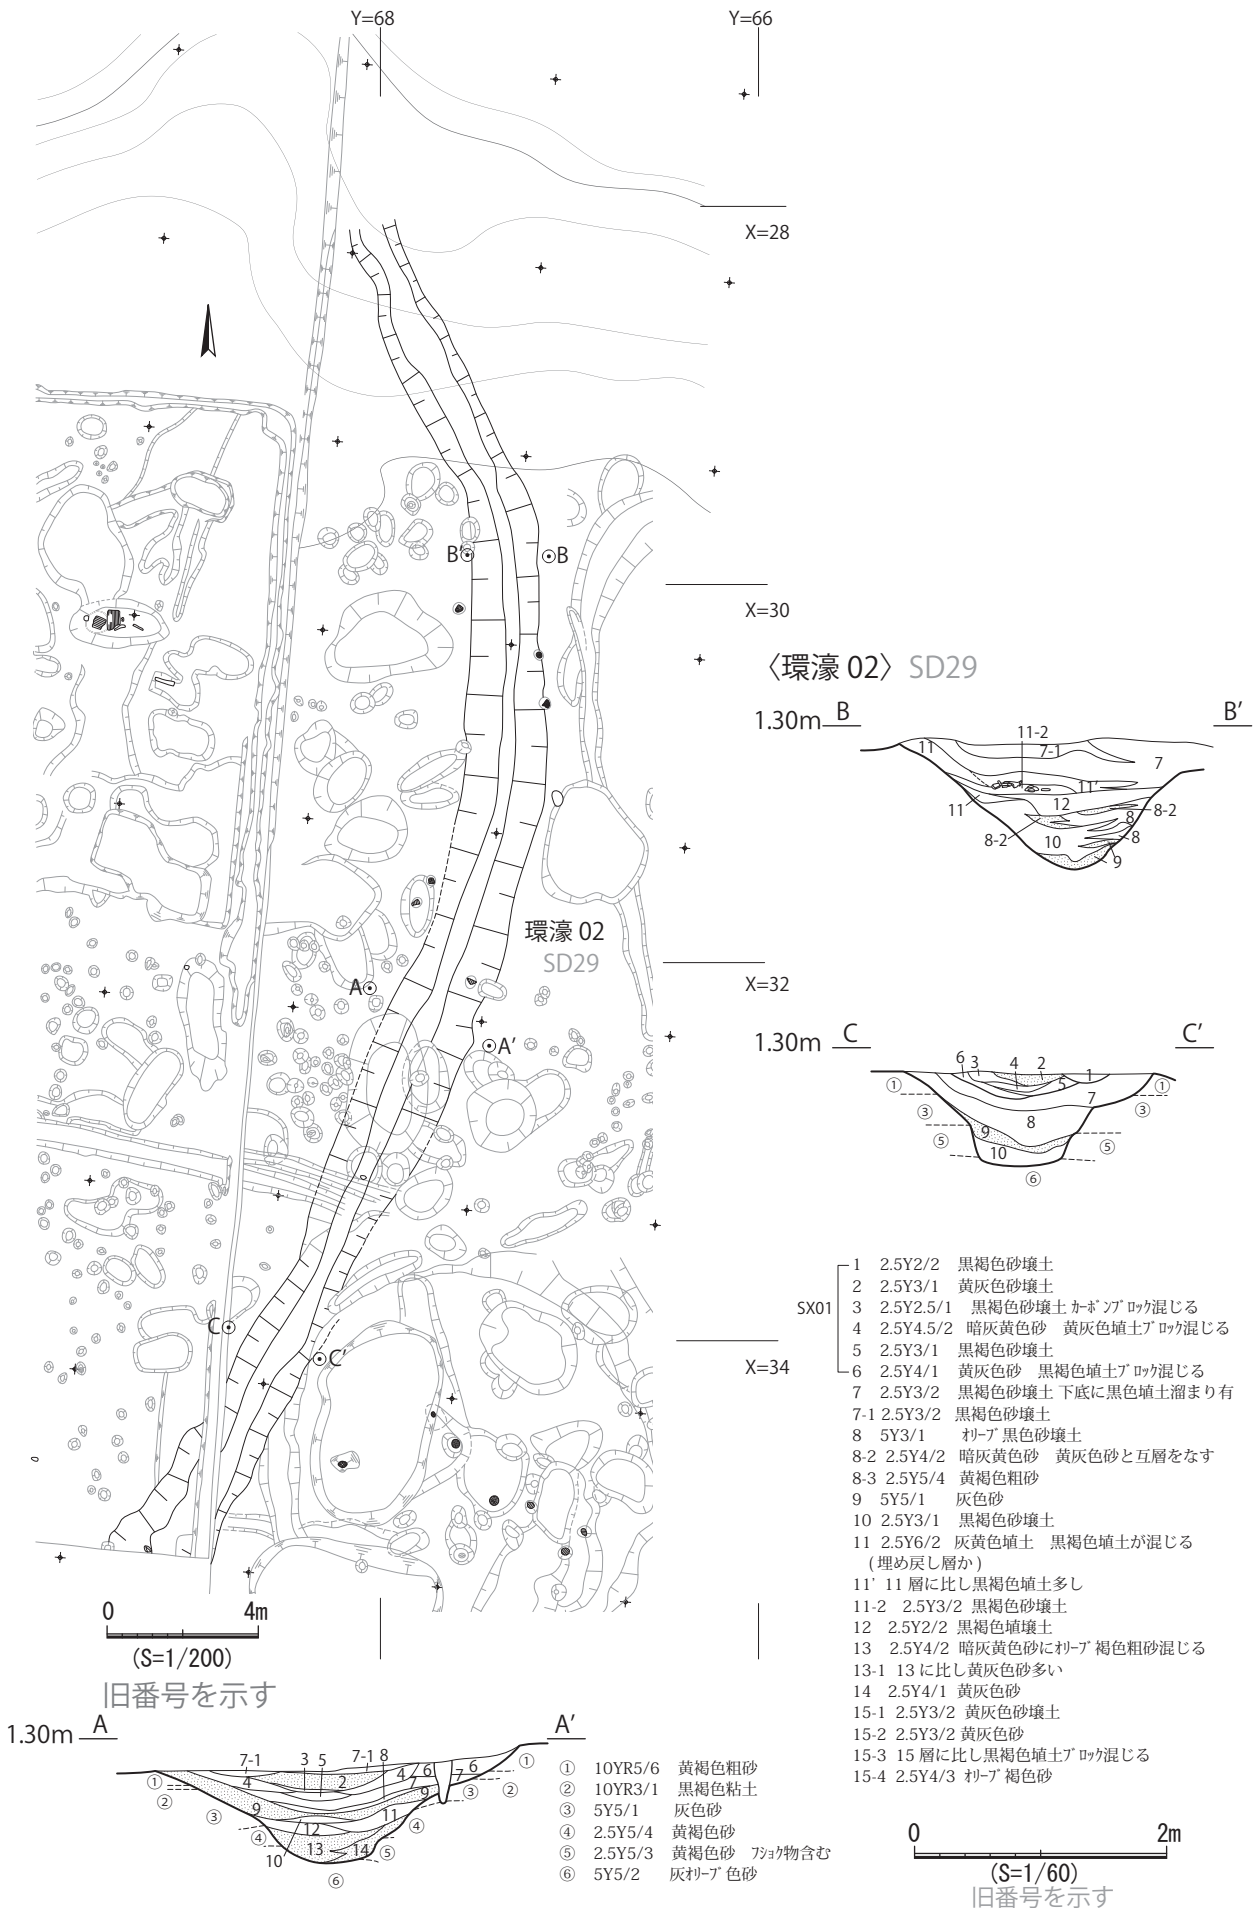 Y=68
Y=66
X=28
B' B
X=30
〈環濠 02〉 SD29
1.30m B B'
11-2
11 7-1 7
11'
11 12 8-2
8-2 10 8
8
9
環濠 02
SD29
A
X=32
A'
1.30m C C'
6 3 4 2 5 1
① 7 ①
③ 8 ③
⑤ 9 ⑤
10
⑥
C
C'
X=34
SX01
1 2.5Y2/2 黒褐色砂壌土
2 2.5Y3/1 黄灰色砂壌土
3 2.5Y2.5/1 黒褐色砂壌土 カーボンブロック混じる
4 2.5Y4.5/2 暗灰黄色砂 黄灰色埴土ブロック混じる
5 2.5Y3/1 黒褐色砂壌土
6 2.5Y4/1 黄灰色砂 黒褐色埴土ブロック混じる
7 2.5Y3/2 黒褐色砂壌土 下底に黒色埴土溜まり有
7-1 2.5Y3/2 黒褐色砂壌土
8 5Y3/1 オリーブ黒色砂壌土
8-2 2.5Y4/2 暗灰黄色砂 黄灰色砂と互層をなす
8-3 2.5Y5/4 黄褐色粗砂
9 5Y5/1 灰色砂
10 2.5Y3/1 黒褐色砂壌土
11 2.5Y6/2 灰黄色埴土 黒褐色埴土が混じる
(埋め戻し層か)
11' 11 層に比し黒褐色埴土多し
11-2 2.5Y3/2 黒褐色砂壌土
12 2.5Y2/2 黒褐色埴壌土
13 2.5Y4/2 暗灰黄色砂にオリーブ褐色粗砂混じる
13-1 13 に比し黄灰色砂多い
14 2.5Y4/1 黄灰色砂
15-1 2.5Y3/2 黄灰色砂壌土
15-2 2.5Y3/2 黄灰色砂
15-3 15 層に比し黒褐色埴土ブロック混じる
15-4 2.5Y4/3 オリーブ褐色砂
0 4m
(S=1/200)
旧番号を示す
1.30m A A'
7-1 3 5 7-1 8
① 4 2 4 6 7 7 6 ①
② 9 ③ ②
③ 9 11 ④
④ 12 ⑤
10 13 14
⑥
① 10YR5/6 黄褐色粗砂
② 10YR3/1 黒褐色粘土
③ 5Y5/1 灰色砂
④ 2.5Y5/4 黄褐色砂
⑤ 2.5Y5/3 黄褐色砂 フショク物含む
⑥ 5Y5/2 灰オリーブ色砂
0 2m
(S=1/60)
旧番号を示す